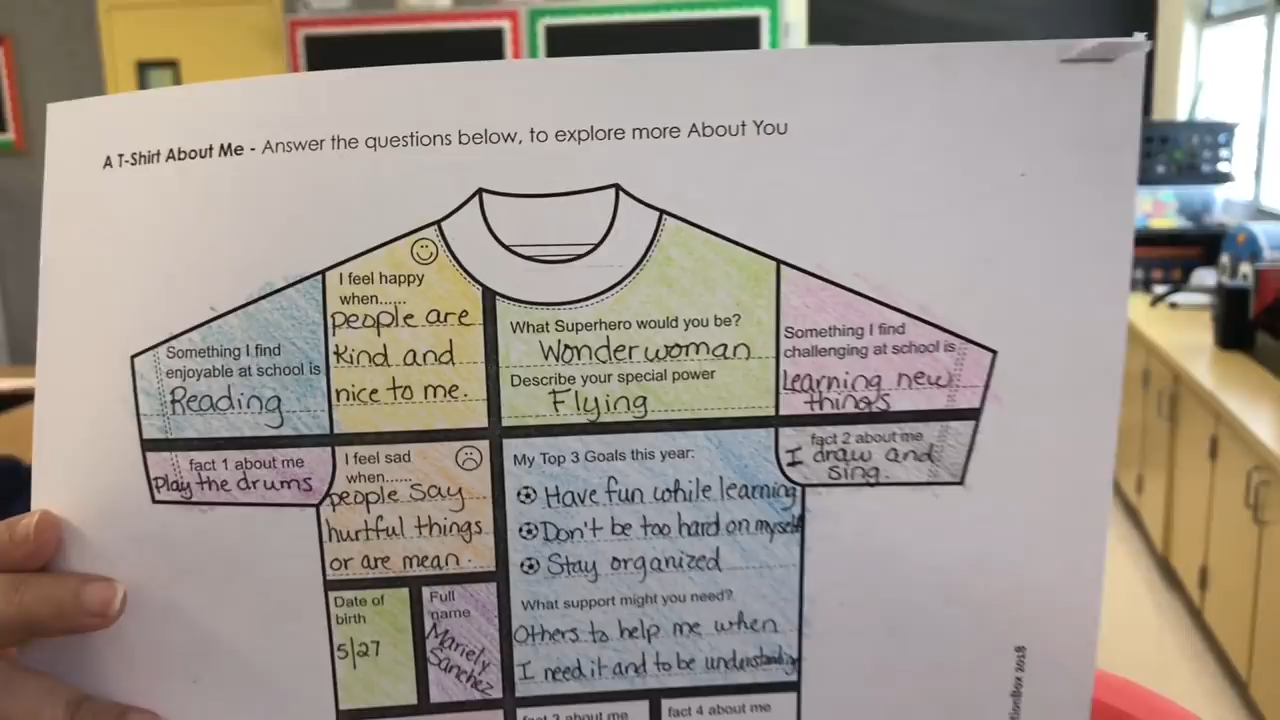 A T-Shirt About Me - Answer the questions below, to explore more About You
I feel happy
when......
people are
kind and
nice to me.
What Superhero would you be?
Wonderwoman
Describe your special power
Flying
Something I find
enjoyable at school is
Reading
Something I find
challenging at school is
Learning new
things
fact 1 about me
Play the drums
I feel sad
when......
people say
hurtful things
or are mean.
My Top 3 Goals this year:
Have fun while learning
Don't be too hard on myself
Stay organized
What support might you need?
Others to help me when
I need it and to be understanding
fact 2 about me
I draw and
sing.
Date of
birth
5/27
Full
name
Mariely
Sanchez
fact 3 about me
fact 4 about me
2018